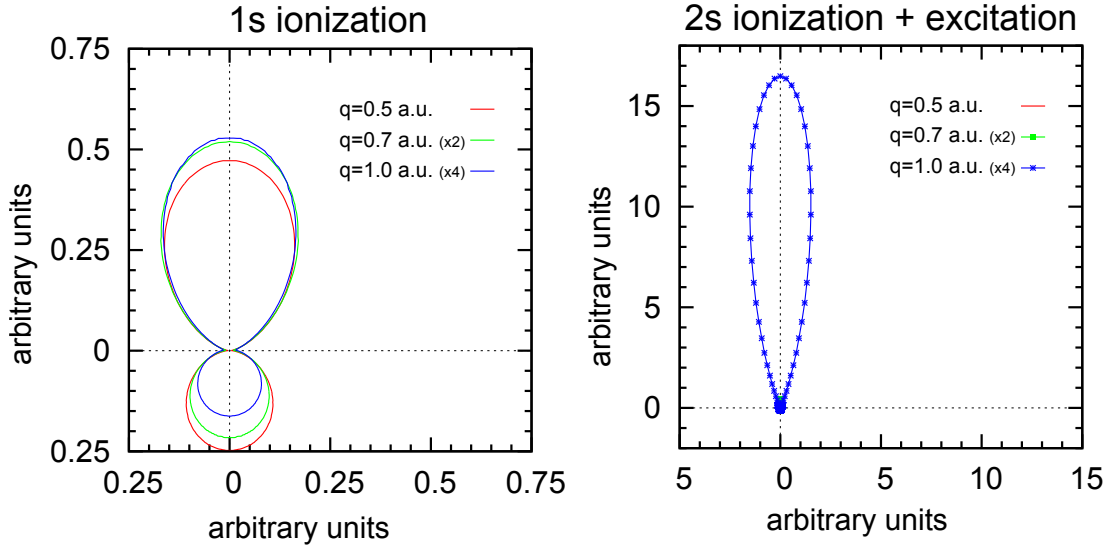 1s ionization
0.75
0.5
0.25
0
0.25
0.25
0
0.25
0.5
0.75
arbitrary units
arbitrary units
q=0.5 a.u.
q=0.7 a.u. (x2)
q=1.0 a.u. (x4)
2s ionization + excitation
15
10
5
0
5
0
5
10
15
arbitrary units
arbitrary units
q=0.5 a.u.
q=0.7 a.u. (x2)
q=1.0 a.u. (x4)